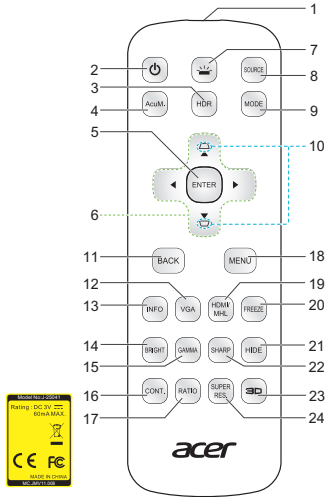 1
2
7
SOURCE
8
3
AcuM.
HDR
MODE
4
9
5
10
ENTER
6
11
BACK
MENU
18
12
19
13
INFO
VGA
HDMI/
MHL
FREEZE
20
14
BRIGHT
GAMMA
SHARP
HIDE
21
15
22
16
CONT.
RATIO
SUPER
RES.
3D
23
17
24
acer
Model No:J-25041
Rating : DC 3V
60mA MAX.
CE FC
MADE IN CHINA
MC.JMV11.008